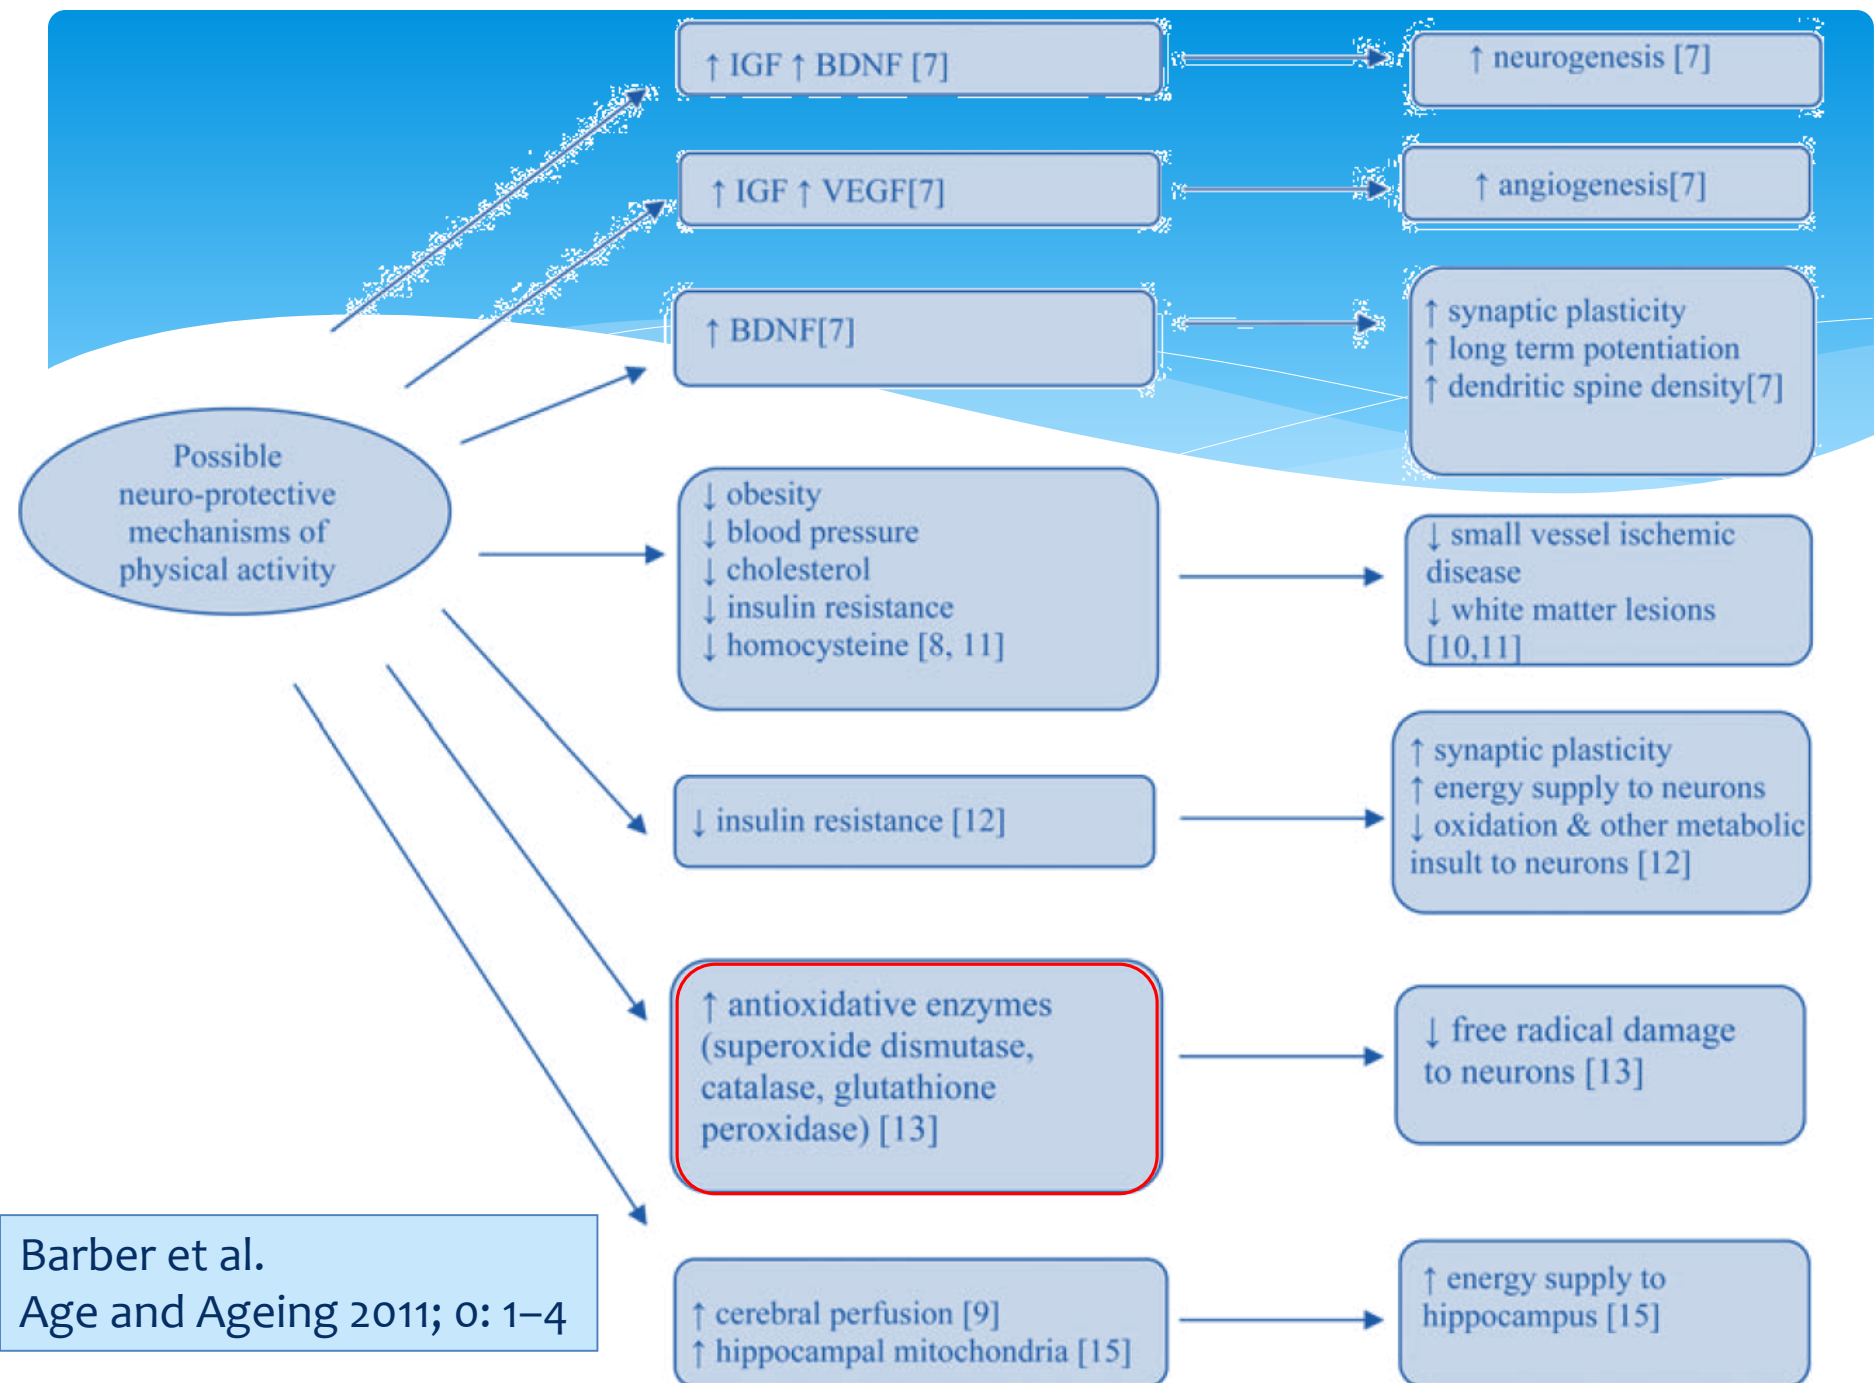 ↑ IGF ↑ BDNF [7]
↑ neurogenesis [7]
↑ IGF ↑ VEGF[7]
↑ angiogenesis[7]
↑ BDNF[7]
↑ synaptic plasticity
↑ long term potentiation
↑ dendritic spine density[7]
Possible
neuro-protective
mechanisms of
physical activity
↓ obesity
↓ blood pressure
↓ cholesterol
↓ insulin resistance
↓ homocysteine [8, 11]
↓ small vessel ischemic
disease
↓ white matter lesions
[10,11]
↓ insulin resistance [12]
↑ synaptic plasticity
↑ energy supply to neurons
↓ oxidation & other metabolic
insult to neurons [12]
↑ antioxidative enzymes
(superoxide dismutase,
catalase, glutathione
peroxidase) [13]
↓ free radical damage
to neurons [13]
↑ cerebral perfusion [9]
↑ hippocampal mitochondria [15]
↑ energy supply to
hippocampus [15]
Barber et al.
Age and Ageing 2011; 0: 1–4